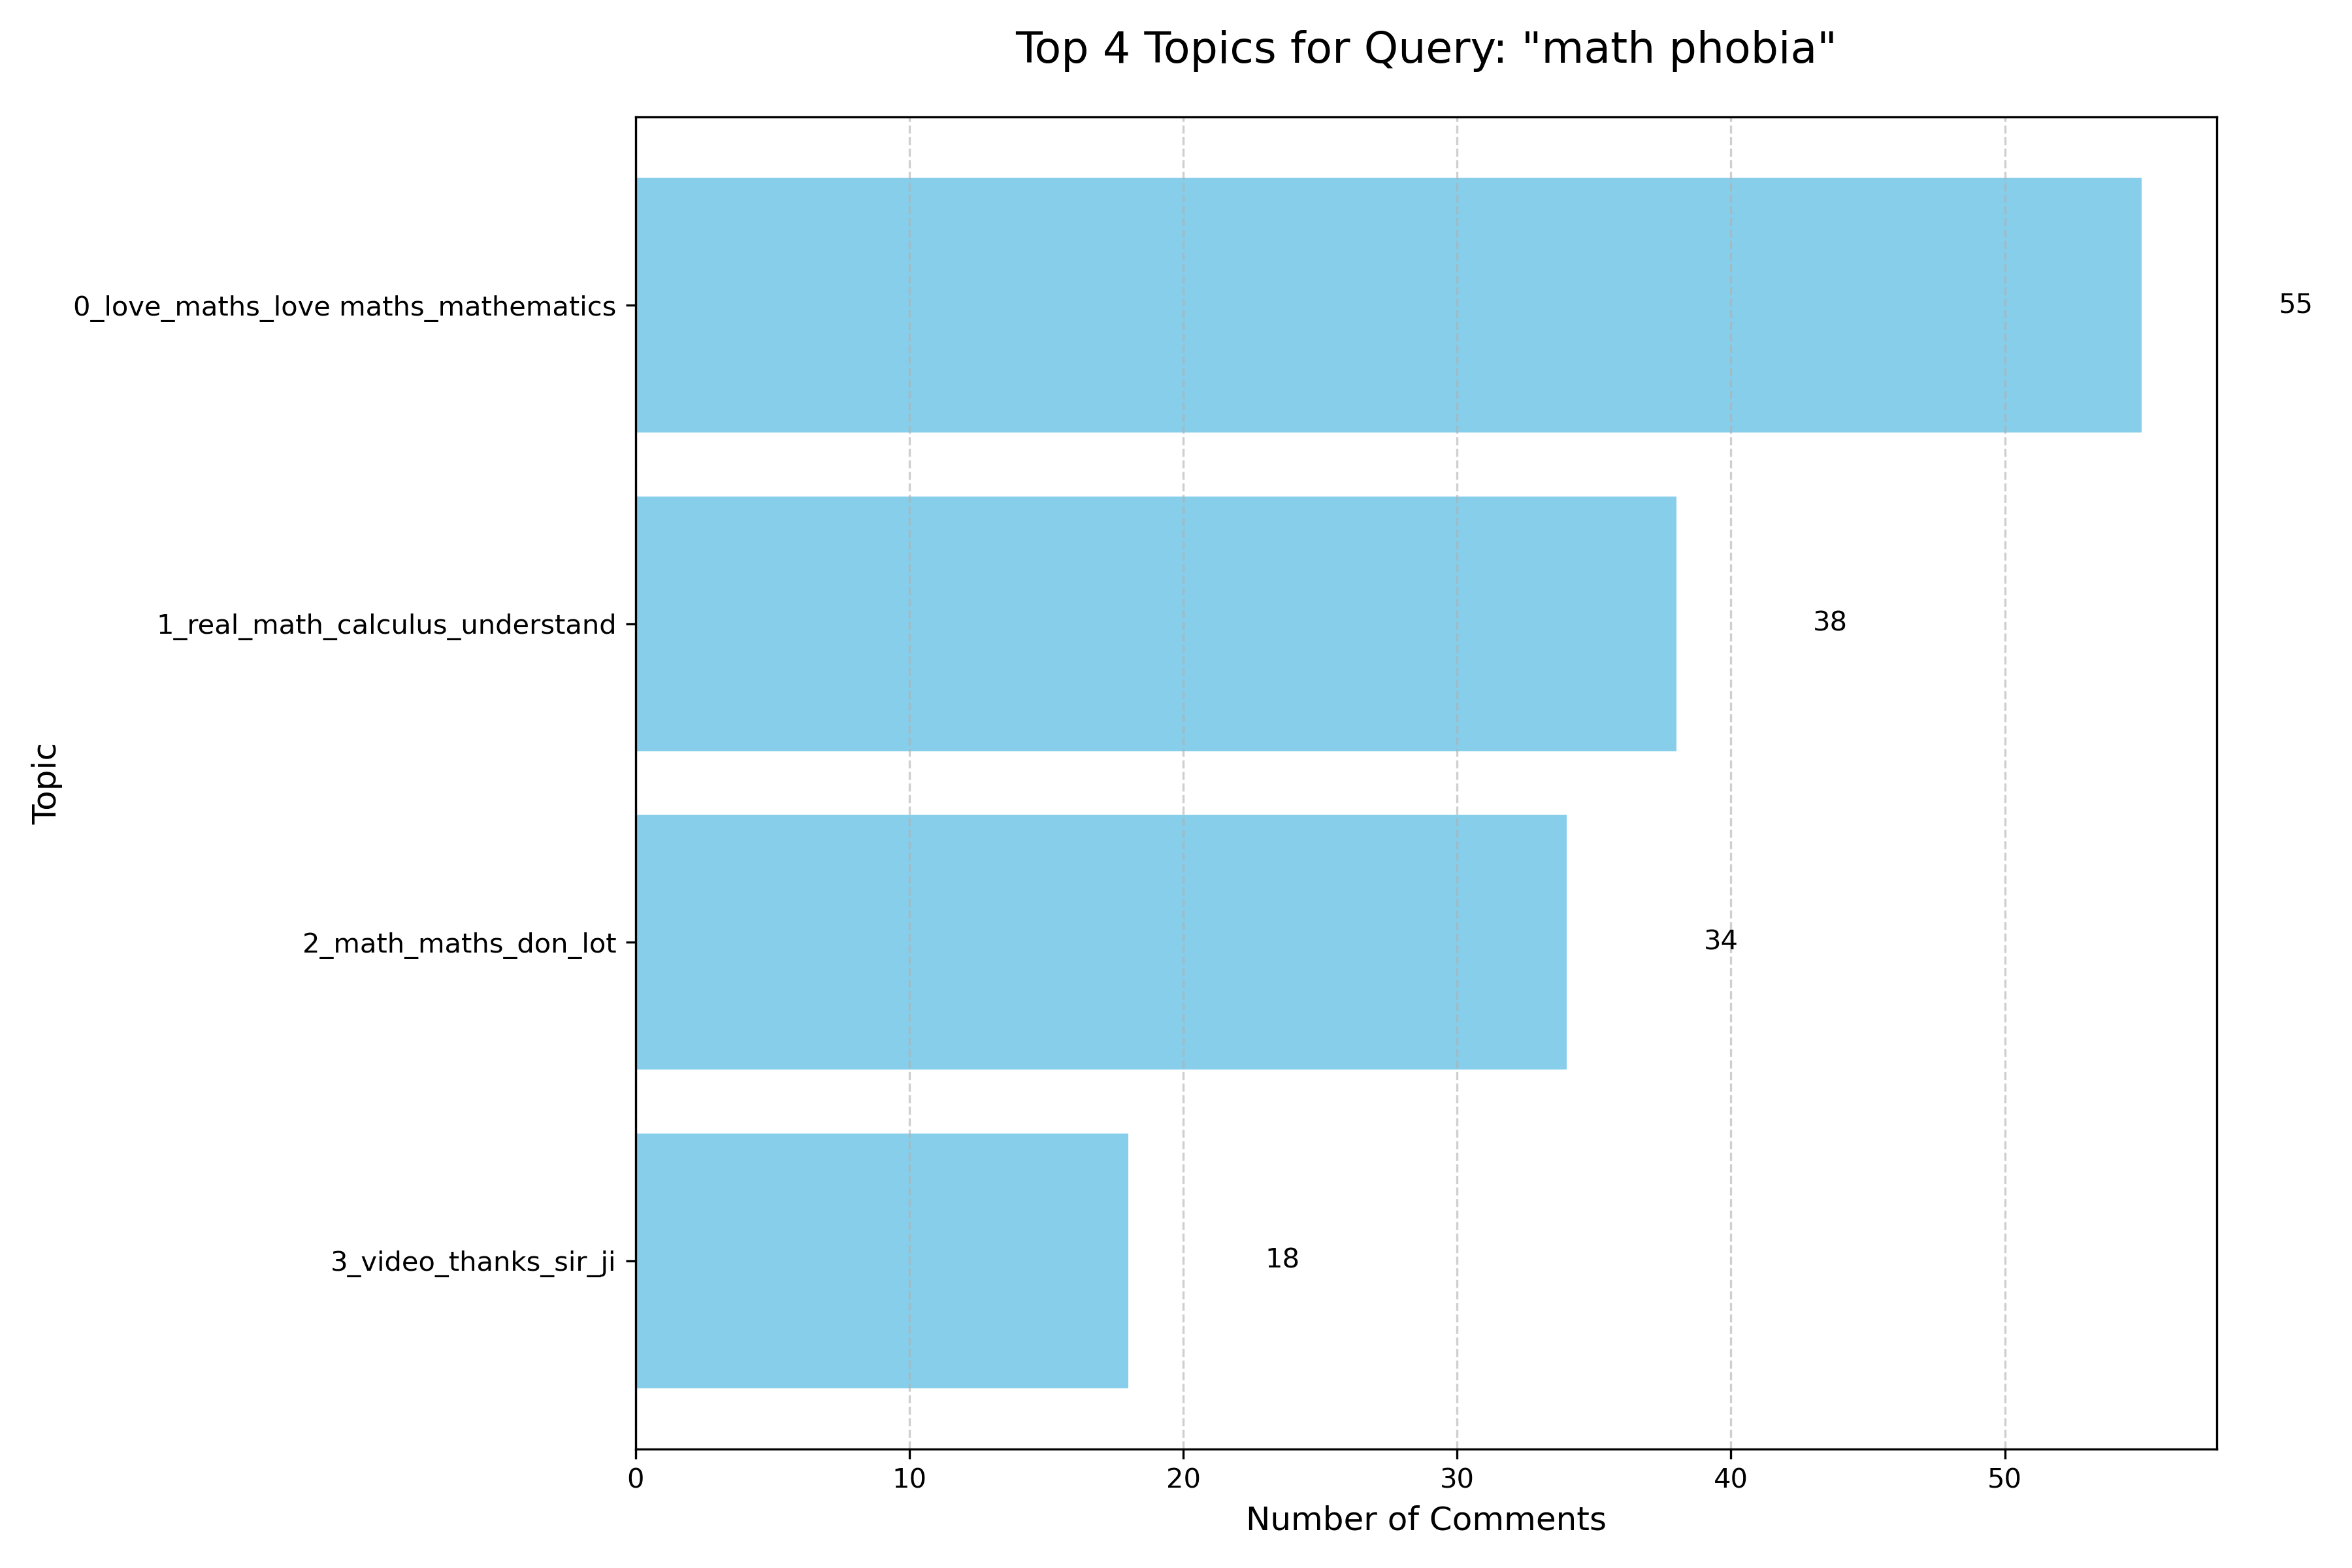 Top 4 Topics for Query: "math phobia"
0_love_maths_love maths_mathematics
55
1_real_math_calculus_understand
38
Topic
2_math_maths_don_lot
34
3_video_thanks_sir_ji
18
0 10 20 30 40 50
Number of Comments